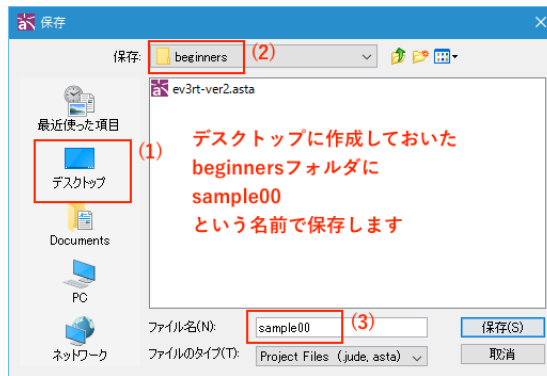 保存
保存: beginners (2)
ev3rt-ver2.asta
最近使った項目
(1)
デスクトップ
Documents
PC
ネットワーク
デスクトップに作成しておいた
beginnersフォルダに
sample00
という名前で保存します
ファイル名(N): sample00 (3) 保存(S)
ファイルのタイプ(T): Project Files (.jude, .asta) 取消